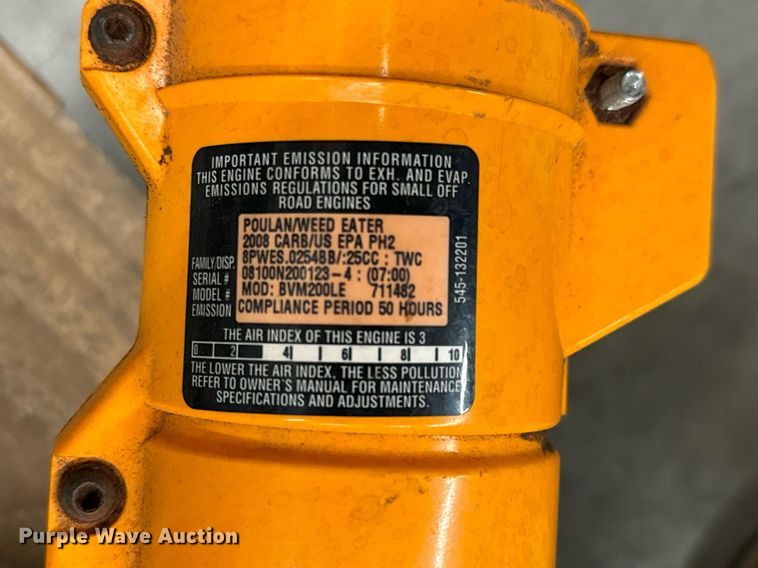 IMPORTANT EMISSION INFORMATION
THIS ENGINE CONFORMS TO EXH. AND EVAP.
EMISSIONS REGULATIONS FOR SMALL OFF
ROAD ENGINES
POULAN/WEED EATER
2008 CARB/US EPA PH2
FAMILY/DISP. 8PWES.0254BB/:25CC : TWC
SERIAL # 08100N200123-4 : (07:00)
MODEL # MOD: BVM200LE 711482
EMISSION COMPLIANCE PERIOD 50 HOURS
545-132201
THE AIR INDEX OF THIS ENGINE IS 3
0 2 4 6 8 10
THE LOWER THE AIR INDEX, THE LESS POLLUTION
REFER TO OWNER'S MANUAL FOR MAINTENANCE
SPECIFICATIONS AND ADJUSTMENTS.
Purple Wave Auction